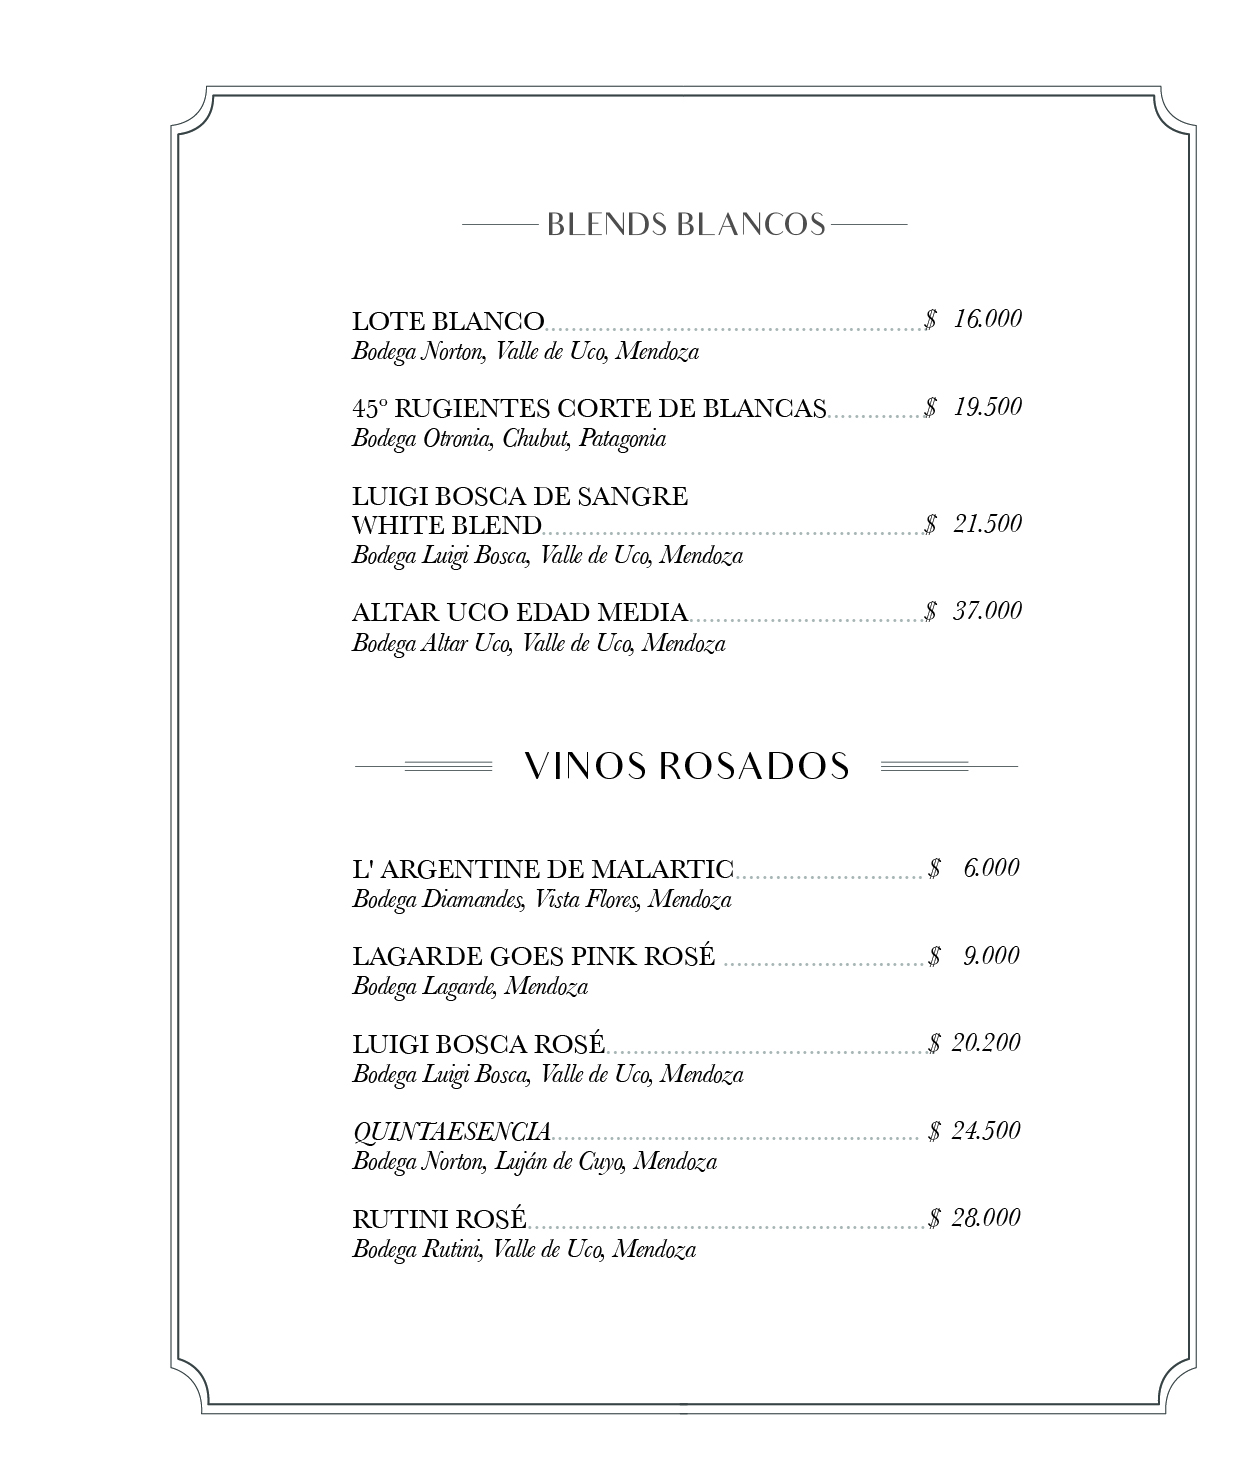 BLENDS BLANCOS
LOTE BLANCO $ 16.000
Bodega Norton, Valle de Uco, Mendoza
45º RUGIENTES CORTE DE BLANCAS $ 19.500
Bodega Otronia, Chubut, Patagonia
LUIGI BOSCA DE SANGRE
WHITE BLEND $ 21.500
Bodega Luigi Bosca, Valle de Uco, Mendoza
ALTAR UCO EDAD MEDIA $ 37.000
Bodega Altar Uco, Valle de Uco, Mendoza
VINOS ROSADOS
L' ARGENTINE DE MALARTIC $ 6.000
Bodega Diamandes, Vista Flores, Mendoza
LAGARDE GOES PINK ROSÉ $ 9.000
Bodega Lagarde, Mendoza
LUIGI BOSCA ROSÉ $ 20.200
Bodega Luigi Bosca, Valle de Uco, Mendoza
QUINTAESENCIA $ 24.500
Bodega Norton, Luján de Cuyo, Mendoza
RUTINI ROSÉ $ 28.000
Bodega Rutini, Valle de Uco, Mendoza